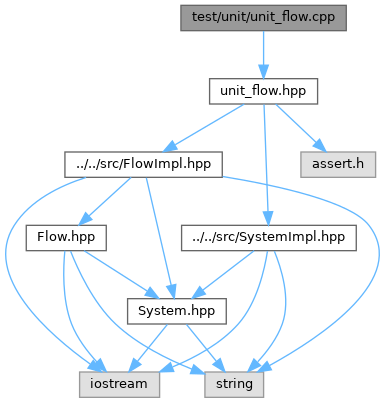 test/unit/unit_flow.cpp
unit_flow.hpp
../../src/FlowImpl.hpp
assert.h
Flow.hpp
../../src/SystemImpl.hpp
System.hpp
iostream
string